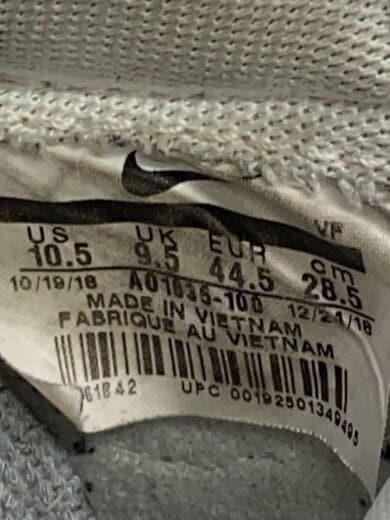 VF
US UK EUR cm
10.5 9.5 44.5 28.5
10/19/18 AO1635-100 12/24/18
MADE IN VIETNAM
FABRIQUE AU VIETNAM
UPC 00192501349495